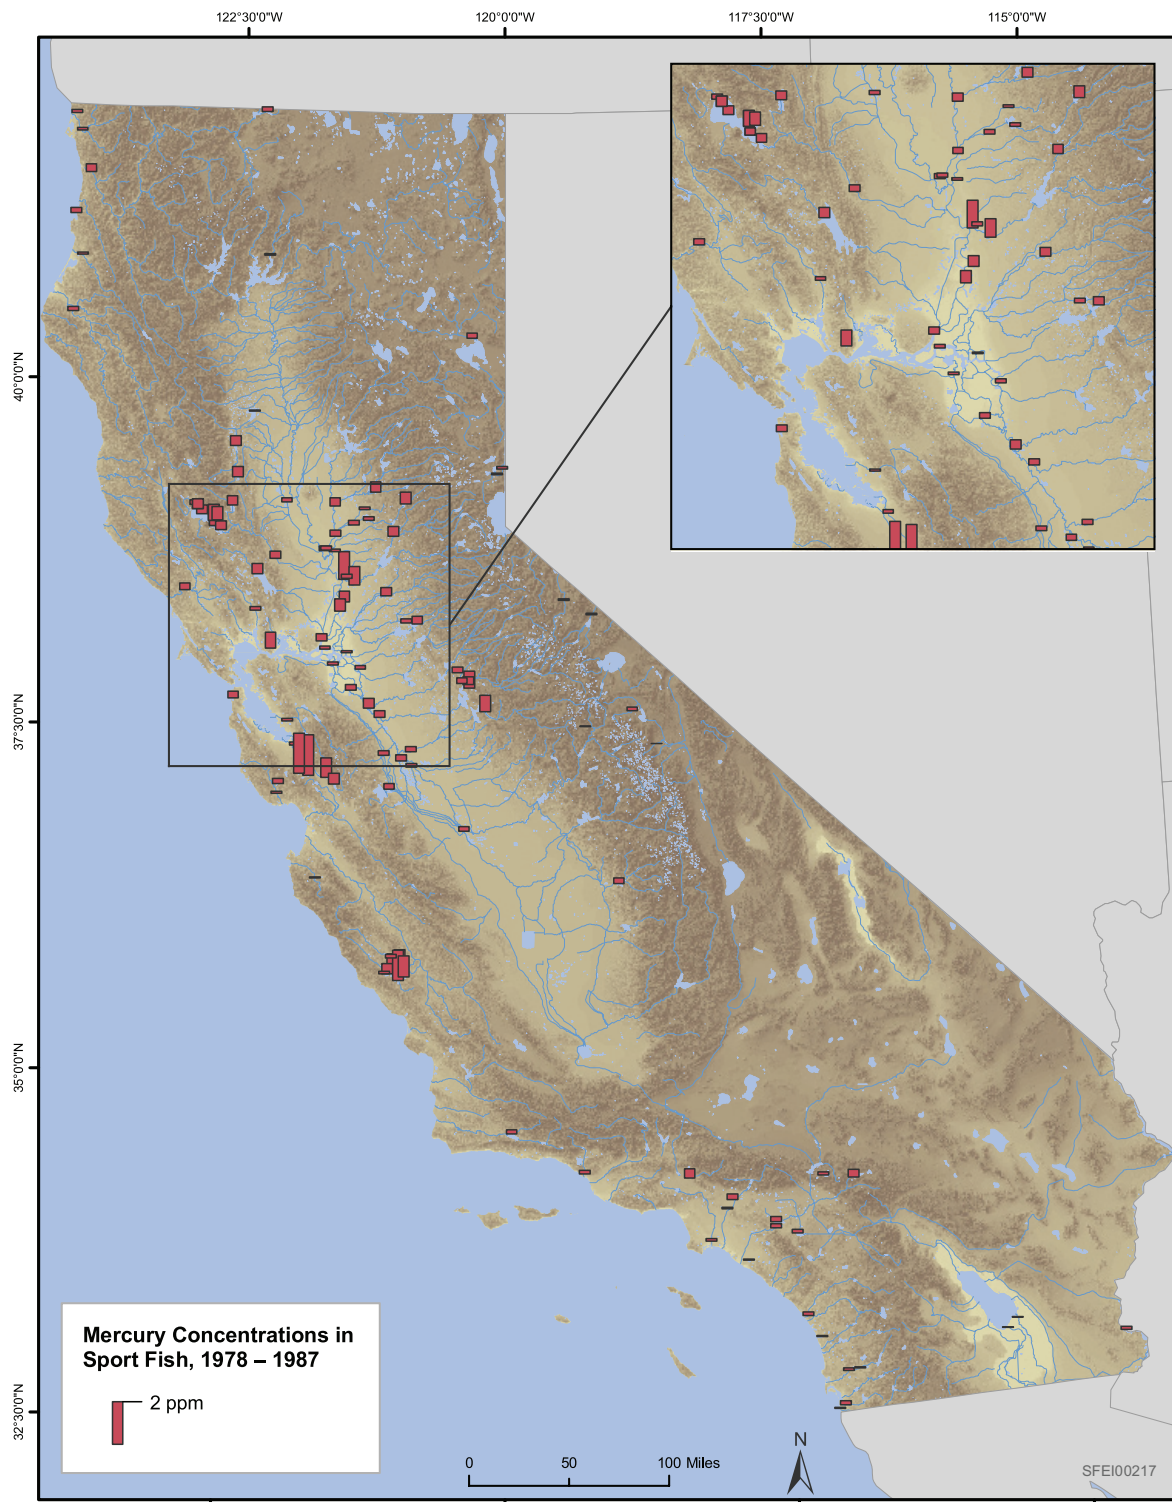 122°30'0"W 120°0'0"W 117°30'0"W 115°0'0"W
40°0'0"N
37°30'0"N
35°0'0"N
32°30'0"N
Mercury Concentrations in
Sport Fish, 1978 – 1987
2 ppm
N
0 50 100 Miles
SFEI00217